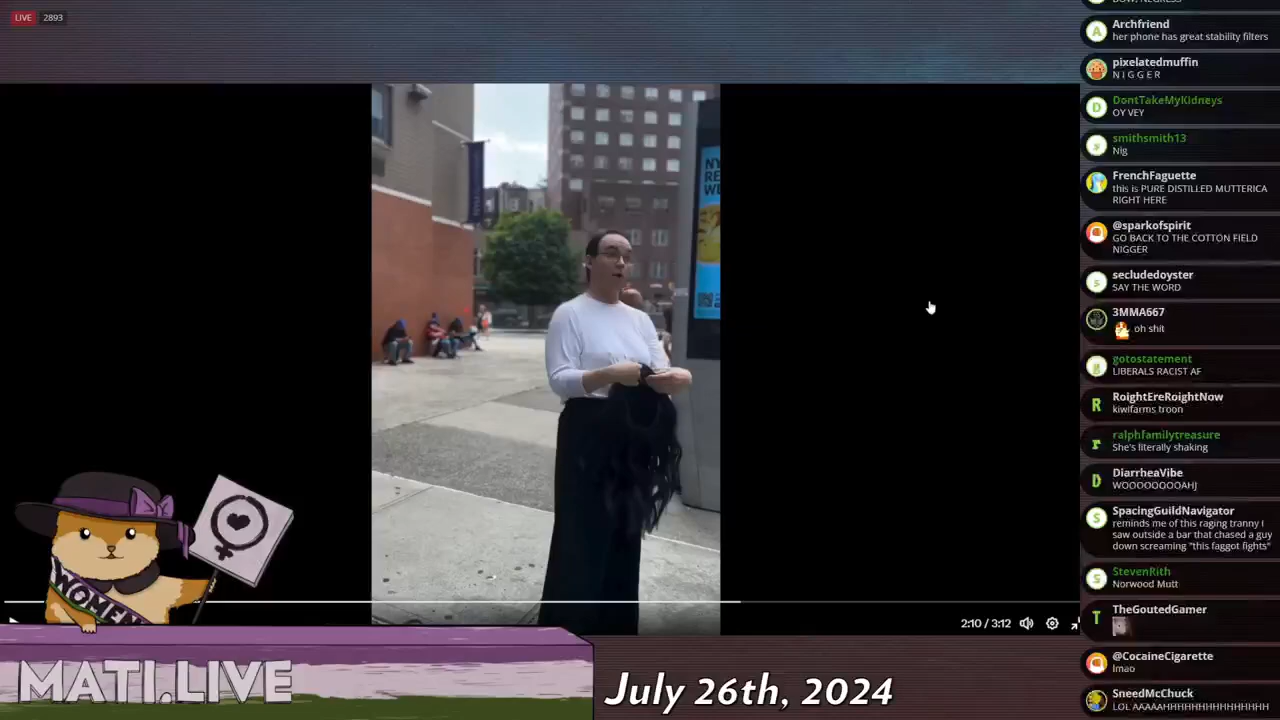 LIVE 2893
Archfriend
her phone has great stability filters
pixelatedmuffin
N I G G E R
DontTakeMyKidneys
OY VEY
smithsmith13
Nig
FrenchFaguette
this is PURE DISTILLED MUTTERICA
RIGHT HERE
@sparkofspirit
GO BACK TO THE COTTON FIELD
NIGGER
secludedoyster
SAY THE WORD
3MMA667
oh shit
gotostatement
LIBERALS RACIST AF
RoightEreRoightNow
kiwifarms troon
ralphfamilytreasure
She's literally shaking
DiarrheaVibe
WOOOOOQOOAHJ
SpacingGuildNavigator
reminds me of this raging tranny I
saw outside a bar that chased a guy
down screaming "this faggot fights"
StevenRith
Norwood Mutt
TheGoutedGamer
@CocaineCigarette
lmao
SneedMcChuck
2:10 / 3:12
WOMEN
MATI.LIVE
July 26th, 2024